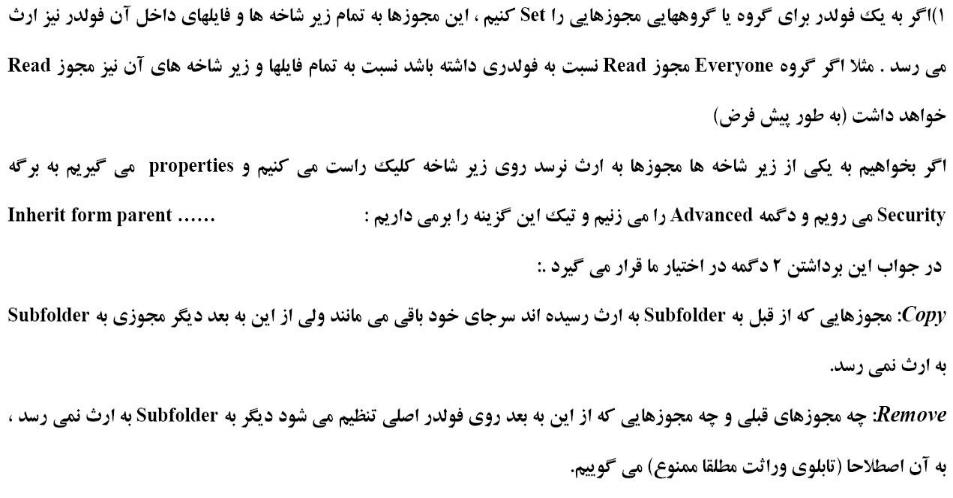 ۱)اگر به یک فولدر برای گروه یا گروههایی مجوزهایی را Set کنیم ، این مجوزها به تمام زیر شاخه ها و فایلهای داخل آن فولدر نیز ارث
می رسد . مثلا اگر گروه Everyone مجوز Read نسبت به فولدری داشته باشد نسبت به تمام فایلها و زیر شاخه های آن نیز مجوز Read
خواهد داشت (به طور پیش فرض)
اگر بخواهیم به یکی از زیر شاخه ها مجوزها به ارث نرسد روی زیر شاخه کلیک راست می کنیم و properties می گیریم به برگه
Security می رویم و دگمه Advanced را می زنیم و تیک این گزینه را برمی داریم : Inherit form parent ......
در جواب این برداشتن ۲ دگمه در اختیار ما قرار می گیرد .:
Copy: مجوزهایی که از قبل به Subfolder به ارث رسیده اند سرجای خود باقی می مانند ولی از این به بعد دیگر مجوزی به Subfolder
به ارث نمی رسد.
Remove: چه مجوزهای قبلی و چه مجوزهایی که از این به بعد روی فولدر اصلی تنظیم می شود دیگر به Subfolder به ارث نمی رسد ،
به آن اصطلاحا (تابلوی وراثت مطلقا ممنوع) می گوییم.